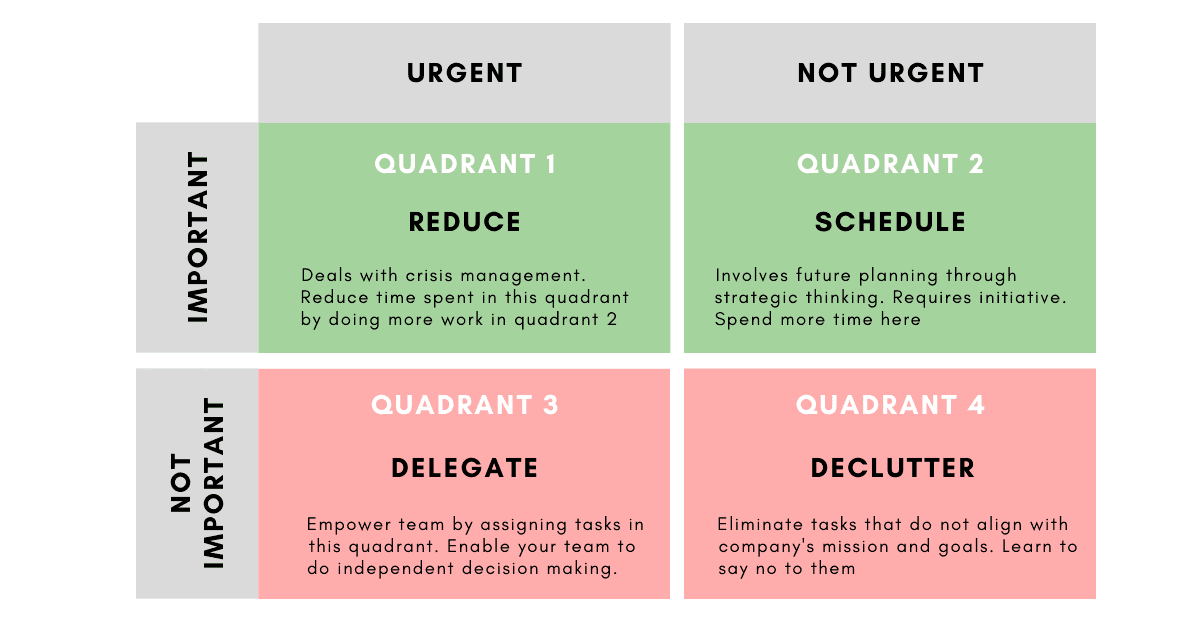 URGENT
NOT URGENT
IMPORTANT
QUADRANT 1
REDUCE
Deals with crisis management.
Reduce time spent in this quadrant
by doing more work in quadrant 2
QUADRANT 2
SCHEDULE
Involves future planning through
strategic thinking. Requires initiative.
Spend more time here
NOT
IMPORTANT
QUADRANT 3
DELEGATE
Empower team by assigning tasks in
this quadrant. Enable your team to
do independent decision making.
QUADRANT 4
DECLUTTER
Eliminate tasks that do not align with
company's mission and goals. Learn to
say no to them